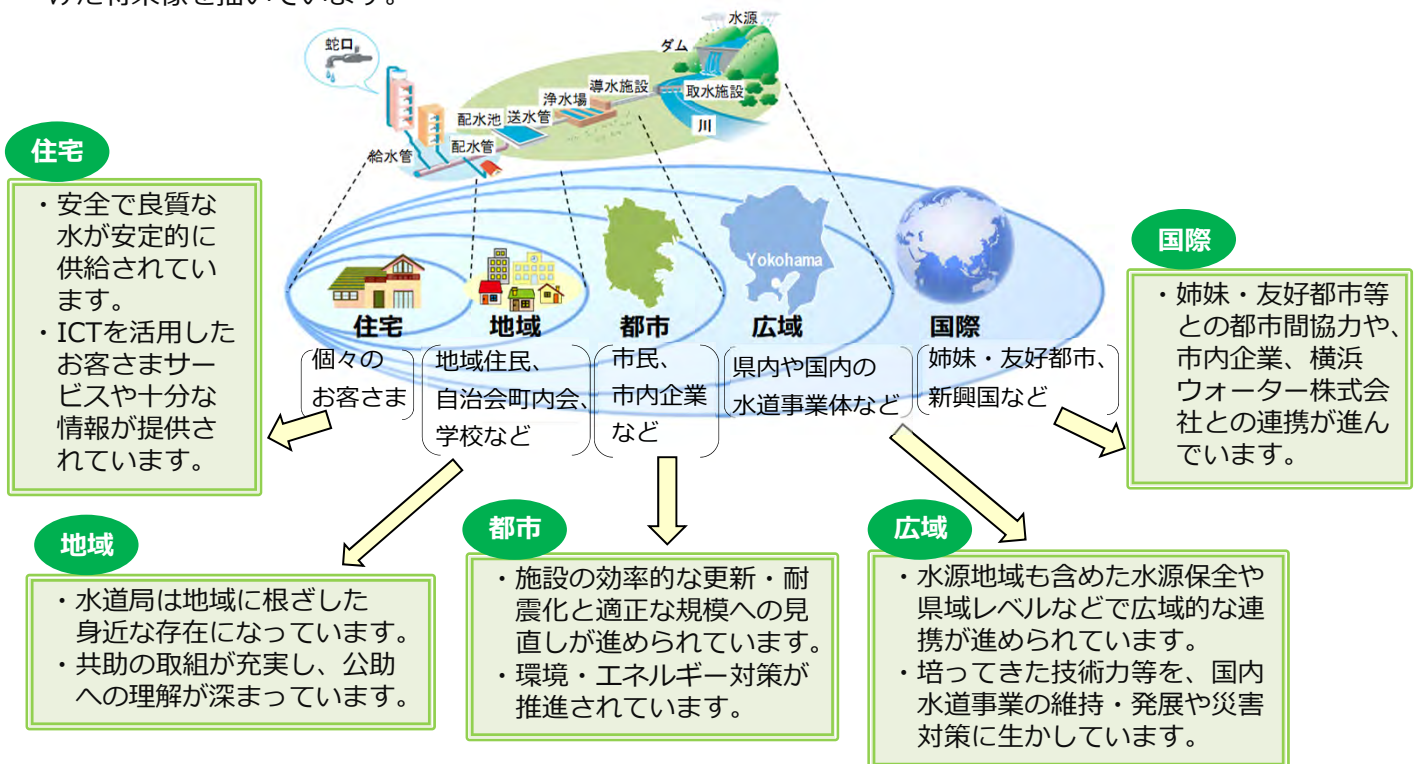 水源
ダム
蛇口
導水施設
取水施設
浄水場
川
配水池
送水管
配水管
給水管
住宅
・安全で良質な
水が安定的に
供給されてい
ます。
・ICTを活用した
お客さまサー
ビスや十分な
情報が提供さ
れています。
Yokohama
住宅
地域
都市
広域
国際
個々の
お客さま
地域住民、
自治会町内会、
学校など
市民、
市内企業
など
県内や国内の
水道事業体など
姉妹・友好都市、
新興国など
国際
・姉妹・友好都市等
との都市間協力や、
市内企業、横浜
ウォーター株式会
社との連携が進ん
でいます。
地域
・水道局は地域に根ざした
身近な存在になっています。
・共助の取組が充実し、公助
への理解が深まっています。
都市
・施設の効率的な更新・耐
震化と適正な規模への見
直しが進められています。
・環境・エネルギー対策が
推進されています。
広域
・水源地域も含めた水源保全や
県域レベルなどで広域的な連
携が進められています。
・培ってきた技術力等を、国内
水道事業の維持・発展や災害
対策に生かしています。